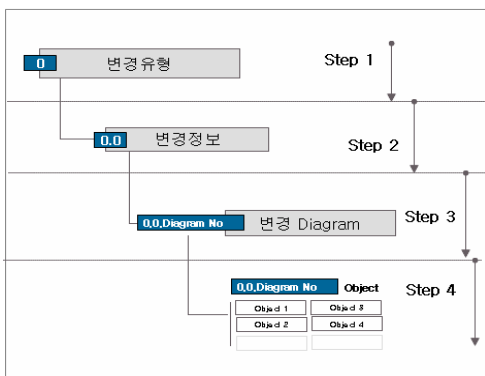 0 변경유형 Step 1
0.0 변경정보 Step 2
0,0,Diagram No 변경 Diagram Step 3
0,0,Diagram No Object Step 4
Object 1 Object 3
Object 2 Object 4